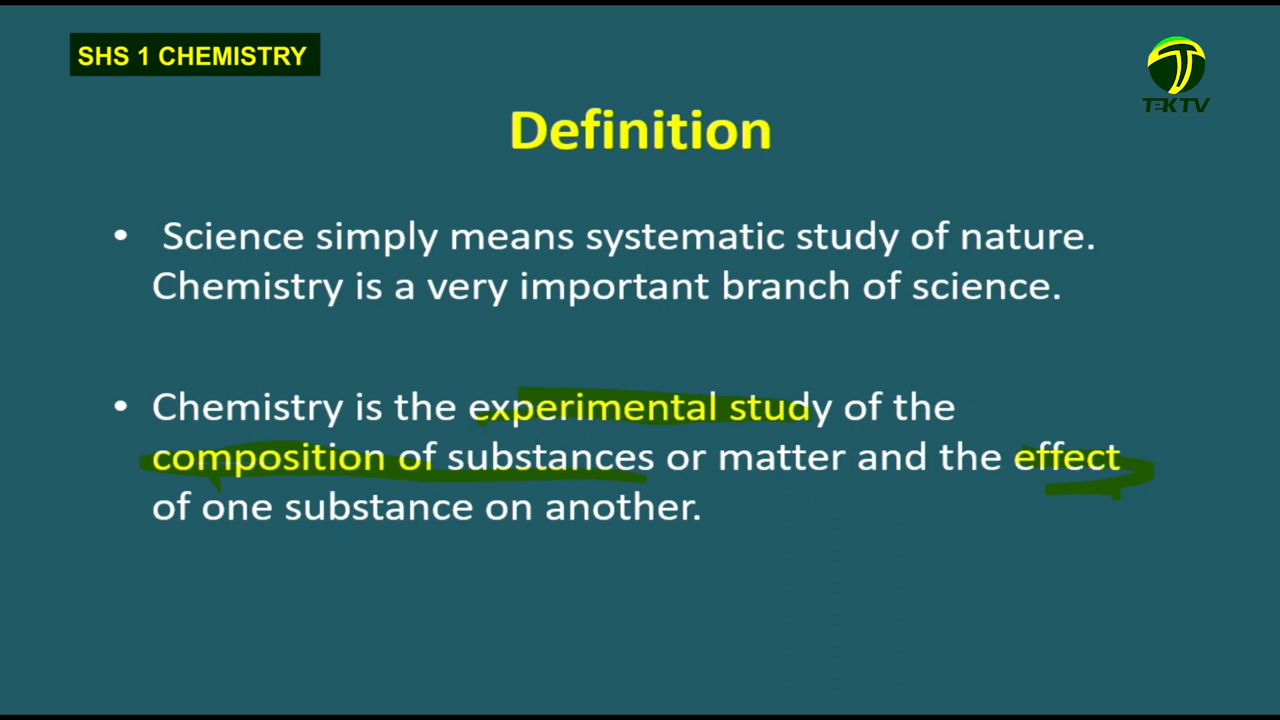 SHS 1 CHEMISTRY
TEKTV
Definition
• Science simply means systematic study of nature.
Chemistry is a very important branch of science.
• Chemistry is the experimental study of the
composition of substances or matter and the effect
of one substance on another.